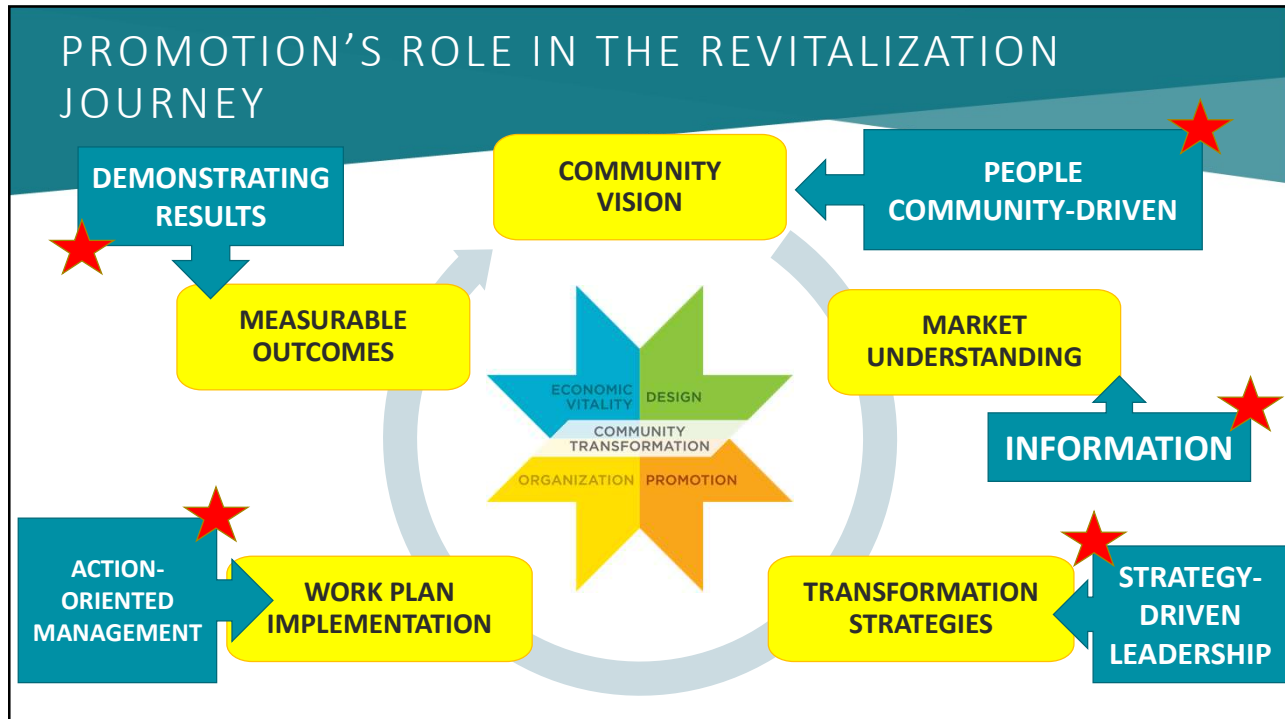 PROMOTION'S ROLE IN THE REVITALIZATION
JOURNEY
COMMUNITY
VISION
PEOPLE
COMMUNITY-DRIVEN
MARKET
UNDERSTANDING
INFORMATION
TRANSFORMATION
STRATEGIES
STRATEGY-
DRIVEN
LEADERSHIP
WORK PLAN
IMPLEMENTATION
ACTION-
ORIENTED
MANAGEMENT
MEASURABLE
OUTCOMES
DEMONSTRATING
RESULTS
ECONOMIC
VITALITY
DESIGN
COMMUNITY
TRANSFORMATION
ORGANIZATION
PROMOTION